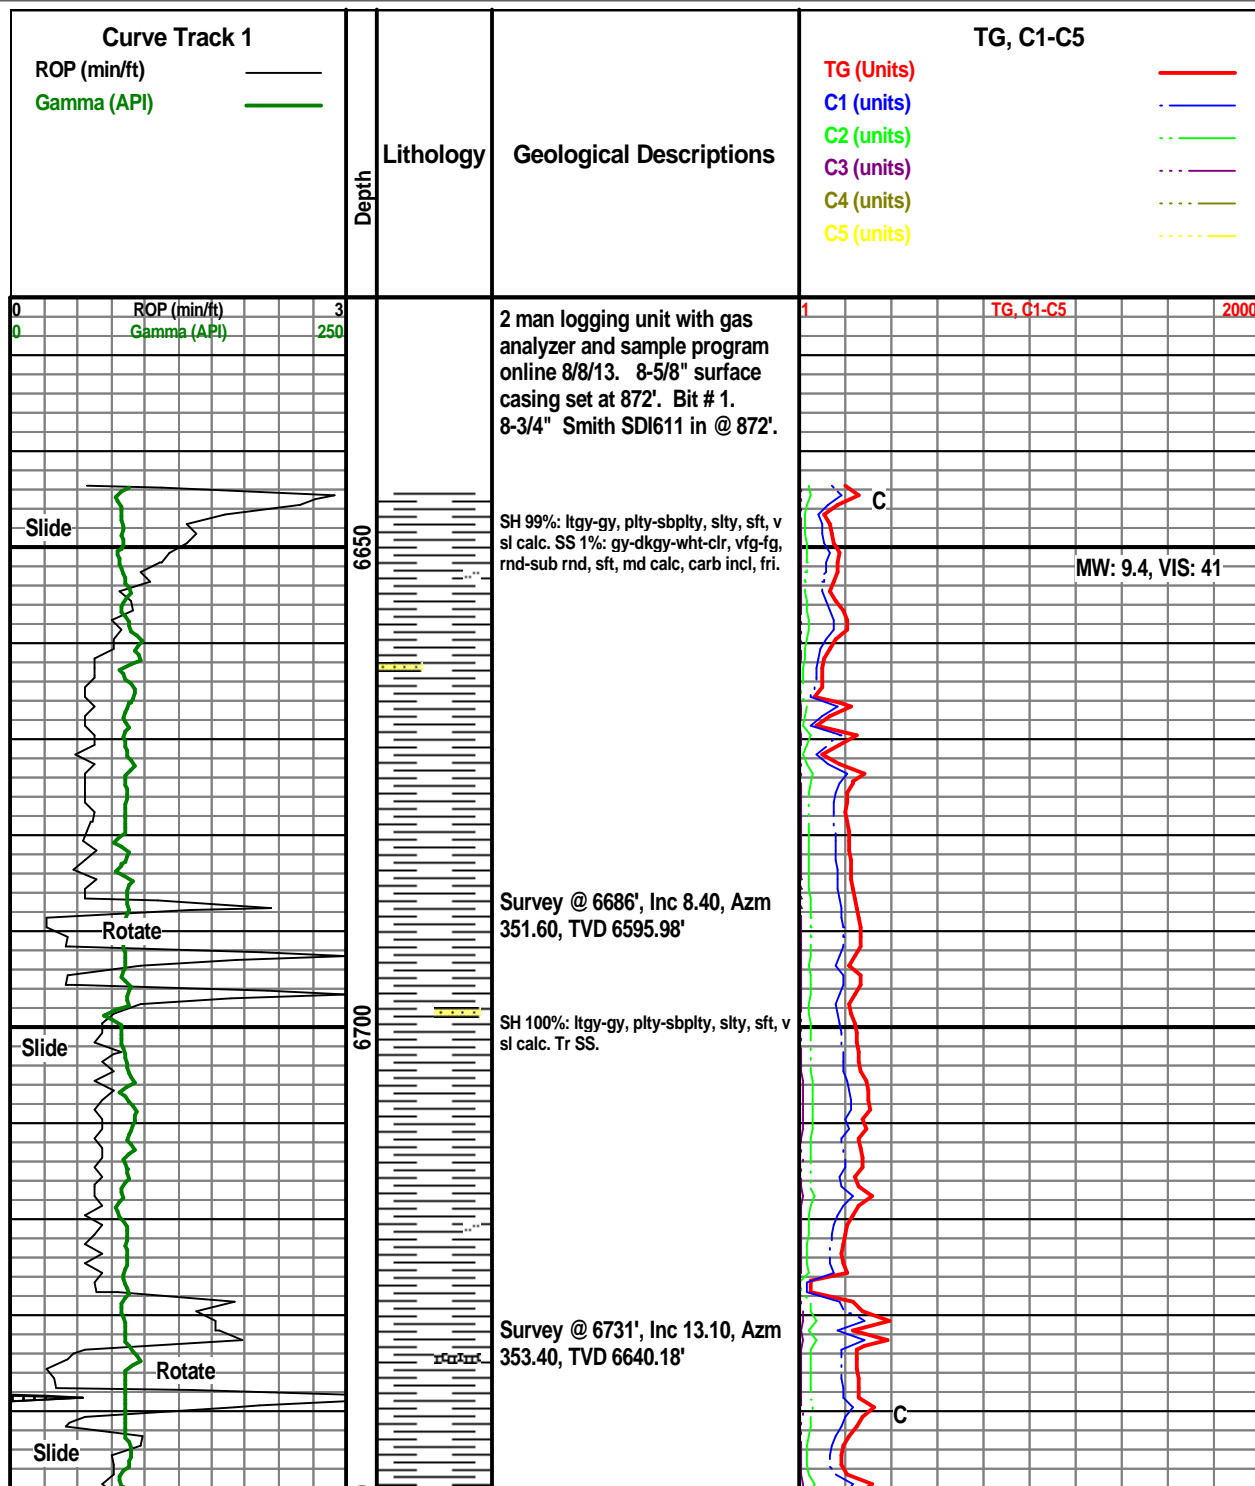 Curve Track 1
ROP (min/ft)
Gamma (API)
Depth
Lithology
Geological Descriptions
TG, C1-C5
TG (Units)
C1 (units)
C2 (units)
C3 (units)
C4 (units)
C5 (units)
0 ROP (min/ft) 3
0 Gamma (API) 250
1 TG, C1-C5 2000
2 man logging unit with gas
analyzer and sample program
online 8/8/13. 8-5/8" surface
casing set at 872'. Bit # 1.
8-3/4" Smith SDI611 in @ 872'.
C
Slide
6650
SH 99%: ltgy-gy, plty-sbplty, slty, sft, v
sl calc. SS 1%: gy-dkgy-wht-clr, vfg-fg,
rnd-sub rnd, sft, md calc, carb incl, fri.
MW: 9.4, VIS: 41
Survey @ 6686', Inc 8.40, Azm
351.60, TVD 6595.98'
Rotate
6700
Slide
SH 100%: ltgy-gy, plty-sbplty, slty, sft, v
sl calc. Tr SS.
Survey @ 6731', Inc 13.10, Azm
353.40, TVD 6640.18'
Rotate
C
Slide